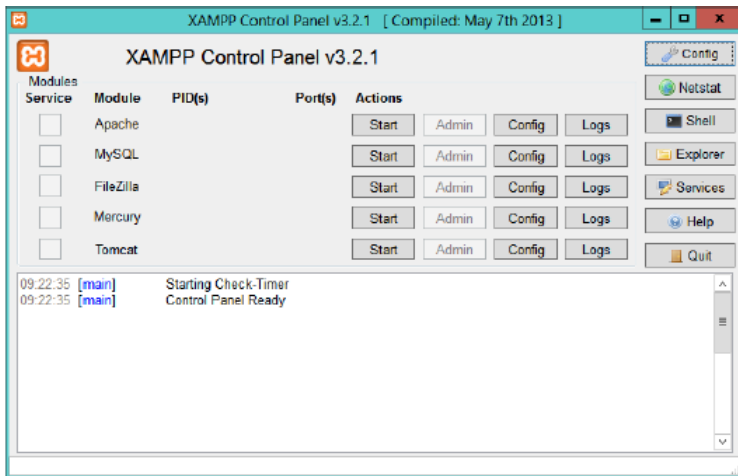 XAMPP Control Panel v3.2.1 [ Compiled: May 7th 2013 ]
XAMPP Control Panel v3.2.1
Config
Modules
Netstat
Service Module PID(s) Port(s) Actions
Apache Start Admin Config Logs
Shell
MySQL Start Admin Config Logs
Explorer
FileZilla Start Admin Config Logs
Services
Mercury Start Admin Config Logs
Help
Tomcat Start Admin Config Logs
Quit
09:22:35 [main] Starting Check-Timer
09:22:35 [main] Control Panel Ready